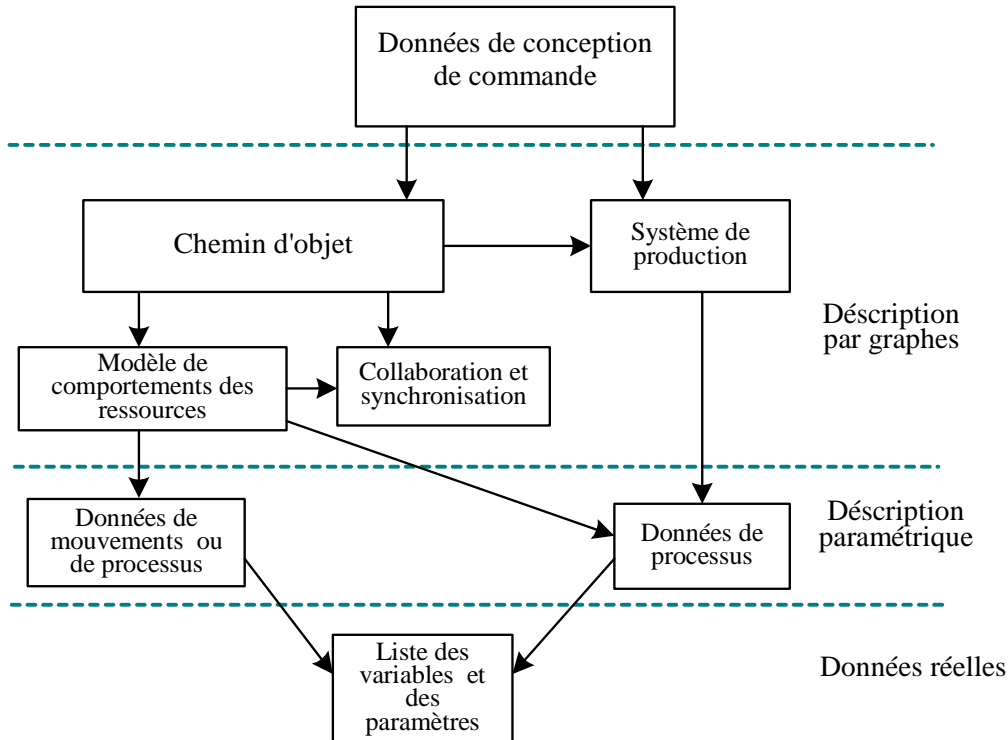 Données de conception
de commande
Chemin d'objet
Système de
production
Déscription
par graphes
Modèle de
comportements des
ressources
Collaboration et
synchronisation
Données de
mouvements ou
de processus
Données de
processus
Déscription
paramétrique
Liste des
variables et
des
paramètres
Données réelles